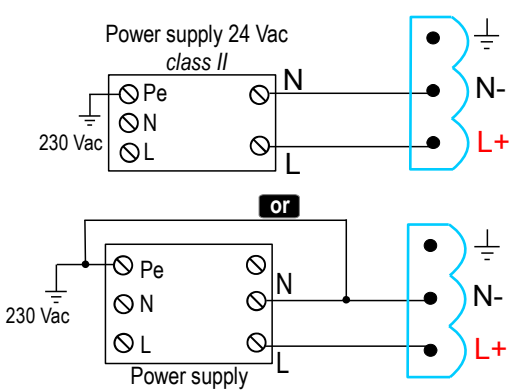 Power supply 24 Vac
class II
Pe
N
N
N-
230 Vac
L
L
L+
or
Pe
N
N
N-
230 Vac
L
L
L+
Power supply